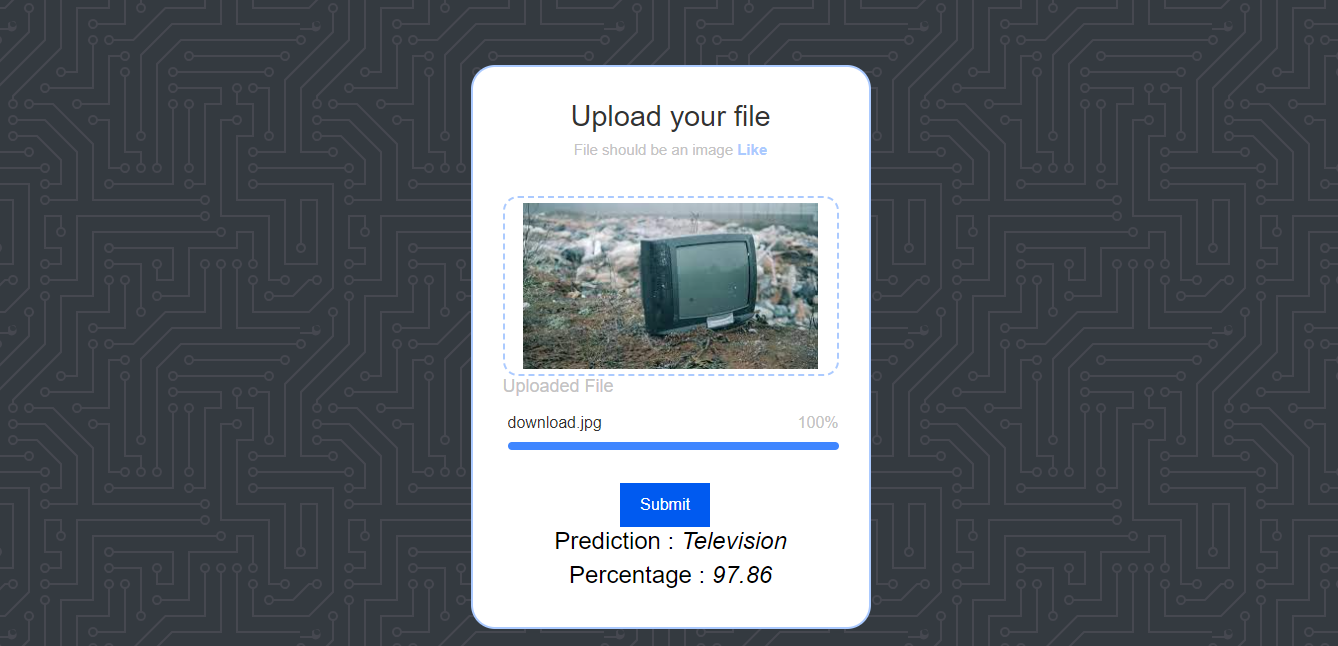 Upload your file
File should be an image Like
Uploaded File
download.jpg 100%
Submit
Prediction : Television
Percentage : 97.86